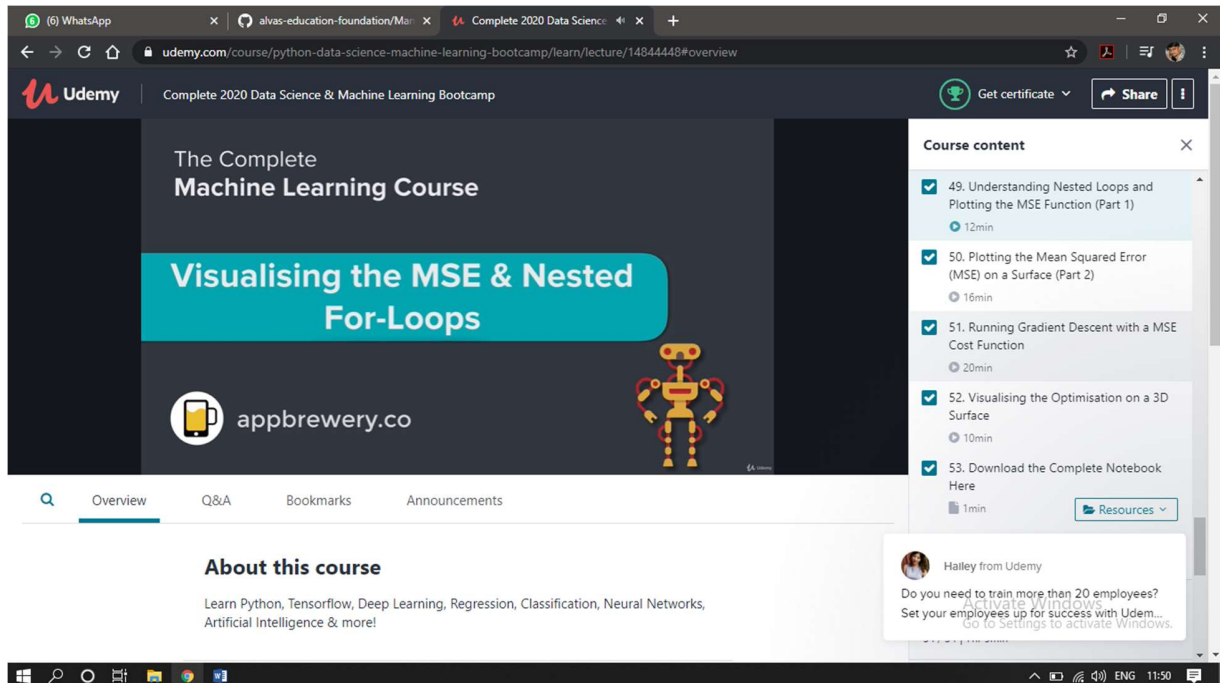 (6) WhatsApp
alvas-education-foundation/Mar
Complete 2020 Data Science
udemy.com/course/python-data-science-machine-learning-bootcamp/learn/lecture/14844448#overview
Udemy
Complete 2020 Data Science & Machine Learning Bootcamp
Get certificate
Share
The Complete
Machine Learning Course
Visualising the MSE & Nested
For-Loops
appbrewery.co
Udemy
Course content
49. Understanding Nested Loops and
Plotting the MSE Function (Part 1)
12min
50. Plotting the Mean Squared Error
(MSE) on a Surface (Part 2)
16min
51. Running Gradient Descent with a MSE
Cost Function
20min
52. Visualising the Optimisation on a 3D
Surface
10min
53. Download the Complete Notebook
Here
1min
Resources
Overview
Q&A
Bookmarks
Announcements
About this course
Learn Python, Tensorflow, Deep Learning, Regression, Classification, Neural Networks,
Artificial Intelligence & more!
Hailey from Udemy
Do you need to train more than 20 employees?
Set your employees up for success with Udem...
Activate Windows
Go to Settings to activate Windows.
ENG
11:50